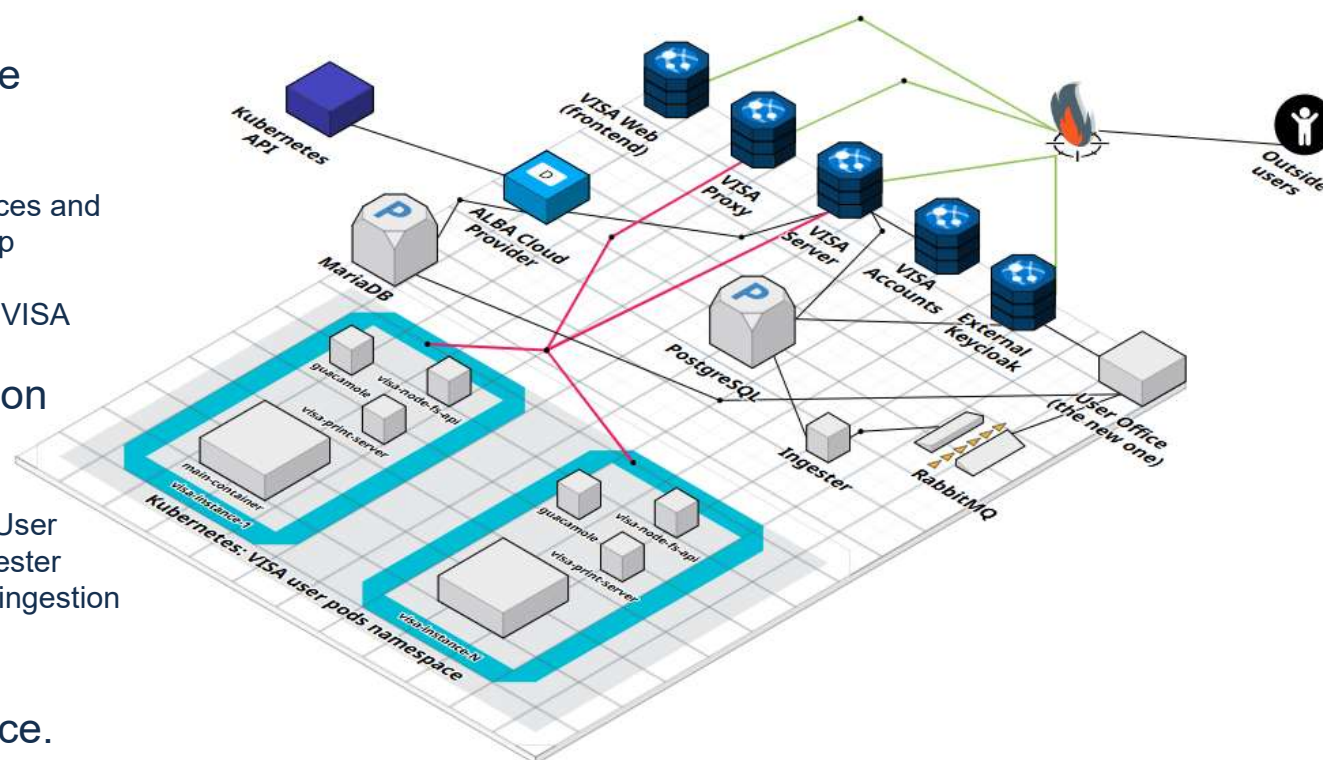 e
ces and
p
VISA
on
User
ester
ingestion
ce.
Kubernetes
API
VISA Web
(frontend)
VISA
Proxy
VISA
Server
VISA
Accounts
External
Keycloak
Outside
users
D
ALBA Cloud
Provider
P
MariaDB
P
PostgreSQL
User Office
(the new one)
Ingester
RabbitMQ
guacamole
visa-node-fs-api
visa-print-server
main-container
visa-instance-1
Kubernetes: VISA user pods namespace
guacamole
visa-node-fs-api
visa-print-server
visa-instance-N